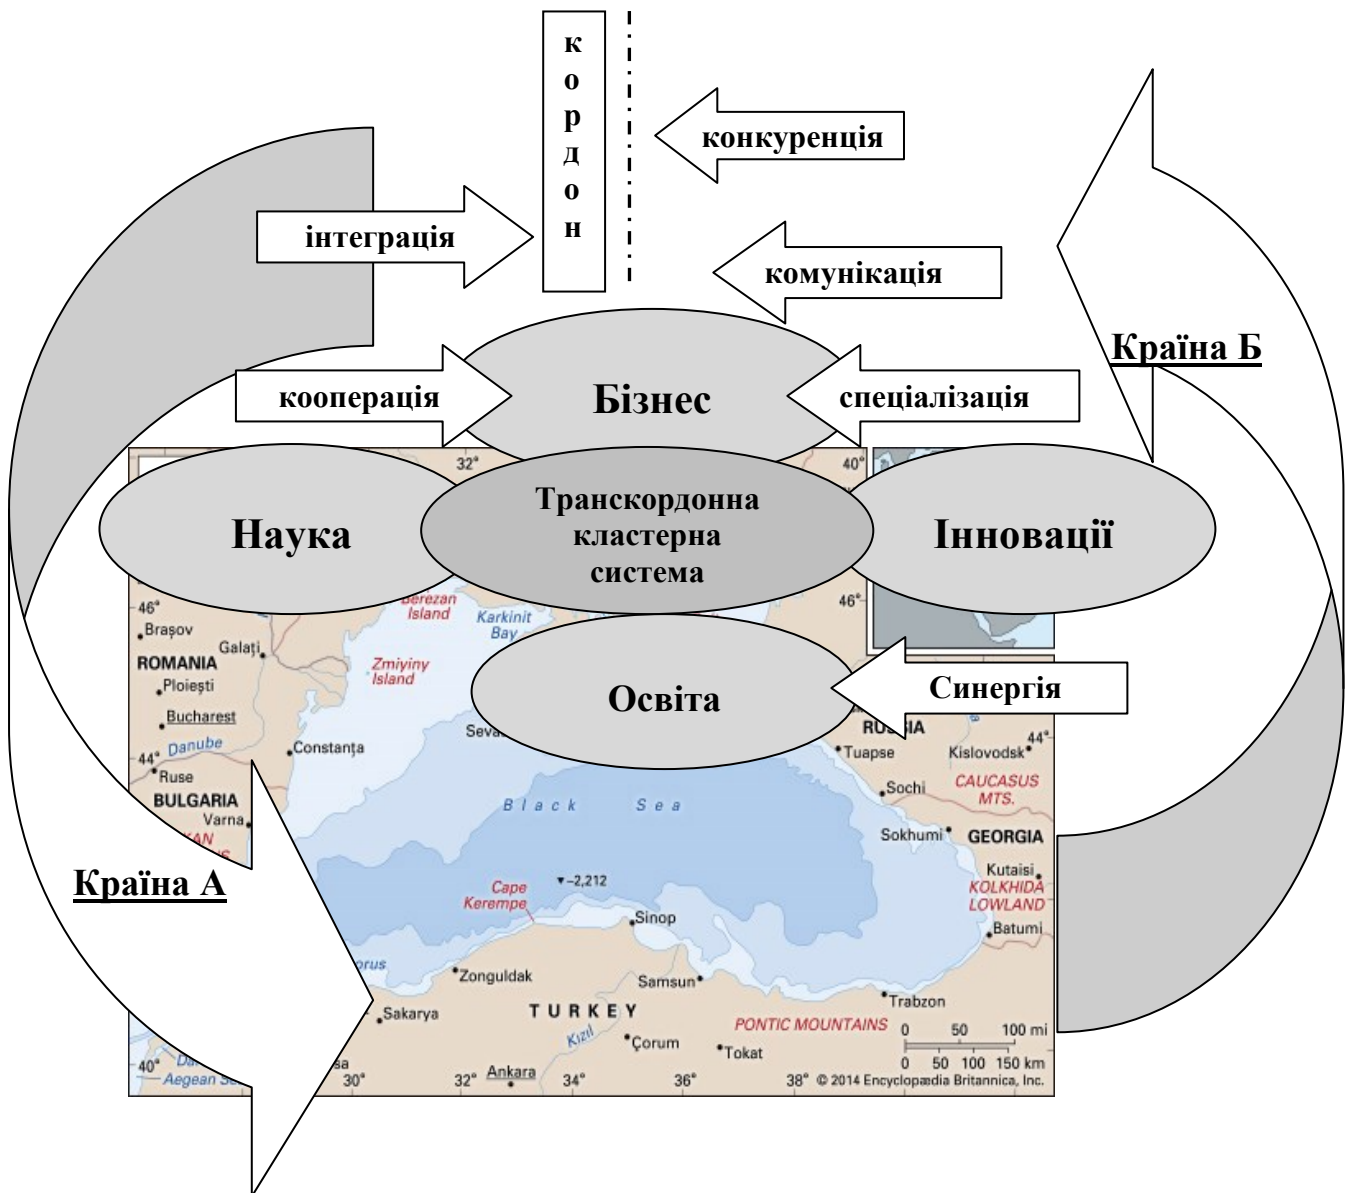 кордон
конкуренція
інтеграція
комунікація
Країна Б
кооперація
Бізнес
спеціалізація
32°
40°
Наука
Транскордонна
кластерна
система
Інновації
46°
46°
Berezan
Island
Karkinit
Bay
Brașov
Galați
ROMANIA
Zmiyiny
Island
Ploiești
Освіта
Синергія
Bucharest
RUSSIA
Danube
Constanța
Tuapse
Kislovodsk
44°
44°
Ruse
BULGARIA
Varna
Black Sea
Sochi
CAUCASUS
MTS.
Sokhumi
GEORGIA
Країна А
Kutaisi
KOLKHIDA
LOWLAND
▾-2,212
Cape
Kerempe
Sinop
Batumi
Zonguldak
Samsun
Trabzon
Sakarya
TURKEY
PONTIC MOUNTAINS
Kızıl
Çorum
Tokat
0 50 100 mi
0 50 100 150 km
40°
Aegean
Ankara
30°
32°
34°
36°
38°
© 2014 Encyclopædia Britannica, Inc.